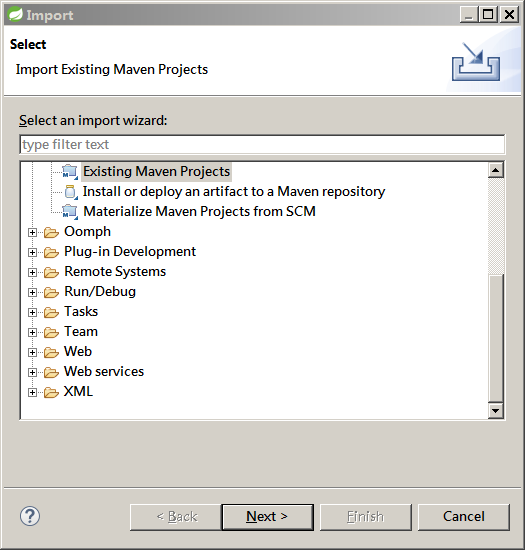 Import
Select
Import Existing Maven Projects
Select an import wizard:
type filter text
Existing Maven Projects
Install or deploy an artifact to a Maven repository
Materialize Maven Projects from SCM
Oomph
Plug-in Development
Remote Systems
Run/Debug
Tasks
Team
Web
Web services
XML
< Back Next > Finish Cancel